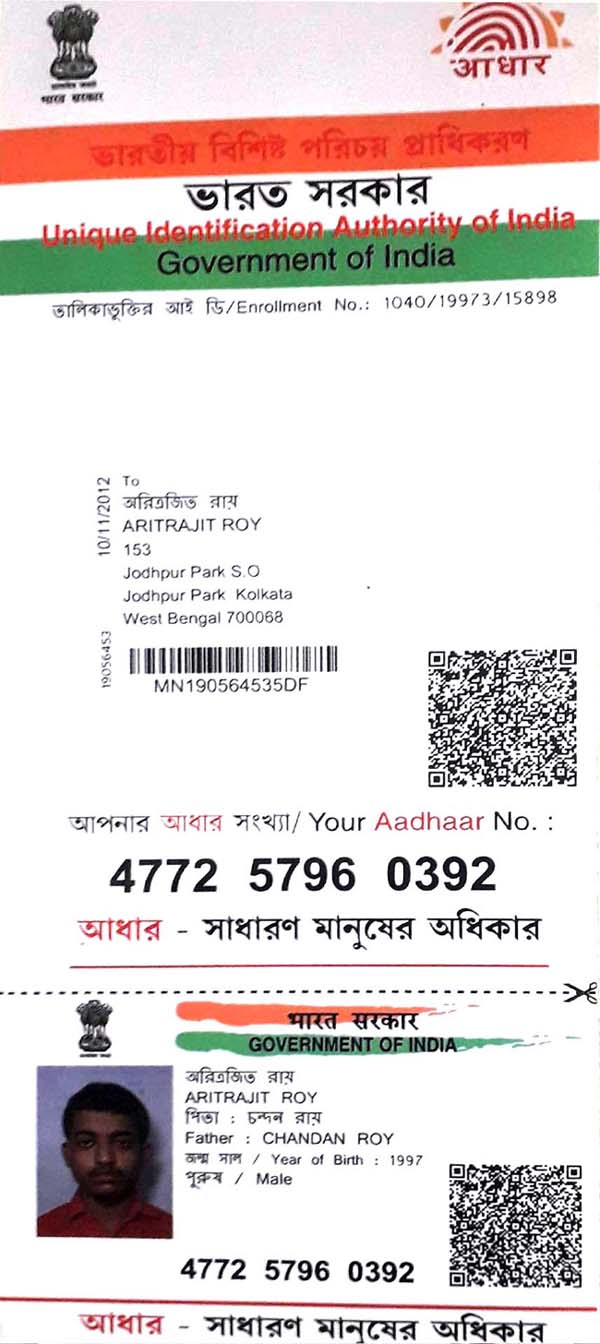 भारत सरकार
आधार
ভারতীয় বিশিষ্ট পরিচয় প্রাধিকরণ
ভারত সরকার
Unique Identification Authority of India
Government of India
তালিকাভুক্তির আই ডি/Enrollment No.: 1040/19973/15898
10/11/2012
To
অরিত্রজিত রায়
ARITRAJIT ROY
153
Jodhpur Park S.O
Jodhpur Park Kolkata
West Bengal 700068
19056453
MN190564535DF
আপনার আধার সংখ্যা/ Your Aadhaar No. :
4772 5796 0392
আধার - সাধারণ মানুষের অধিকার
भारत सरकार
GOVERNMENT OF INDIA
অরিত্রজিত রায়
ARITRAJIT ROY
পিতা : চন্দন রায়
Father : CHANDAN ROY
জন্ম সাল / Year of Birth : 1997
পুরুষ / Male
4772 5796 0392
আধার - সাধারণ মানুষের অধিকার